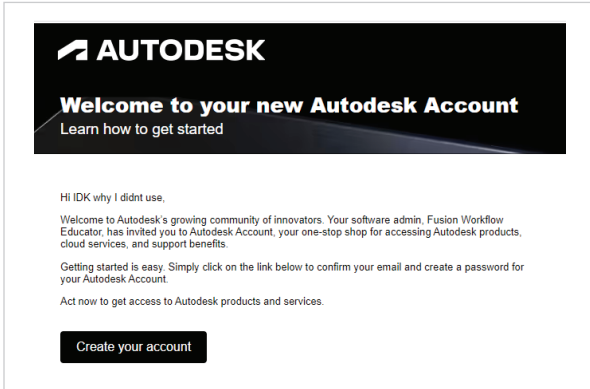 AUTODESK
Welcome to your new Autodesk Account
Learn how to get started
Hi IDK why I didnt use,
Welcome to Autodesk's growing community of innovators. Your software admin, Fusion Workflow
Educator, has invited you to Autodesk Account, your one-stop shop for accessing Autodesk products,
cloud services, and support benefits.
Getting started is easy. Simply click on the link below to confirm your email and create a password for
your Autodesk Account.
Act now to get access to Autodesk products and services.
Create your account